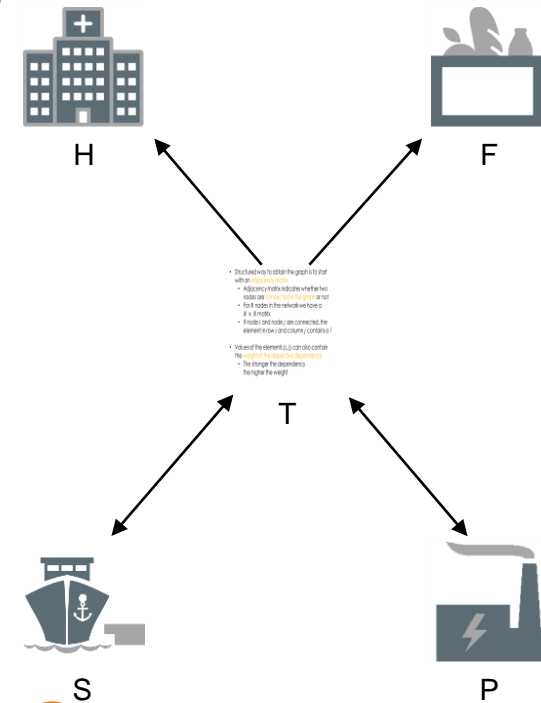 H
F
• Structured way to obtain the graph is to start
with an adjacency matrix
• Adjacency matrix indicates whether two
nodes are connected in the graph or not
• For N nodes in the network we have a
N × N matrix
• If node i and node j are connected, the
element in row i and column j contains a 1
• Values of the elements (i,j) can also contain
the weight of the respective dependency
• The stronger the dependency
the higher the weight
T
S
P